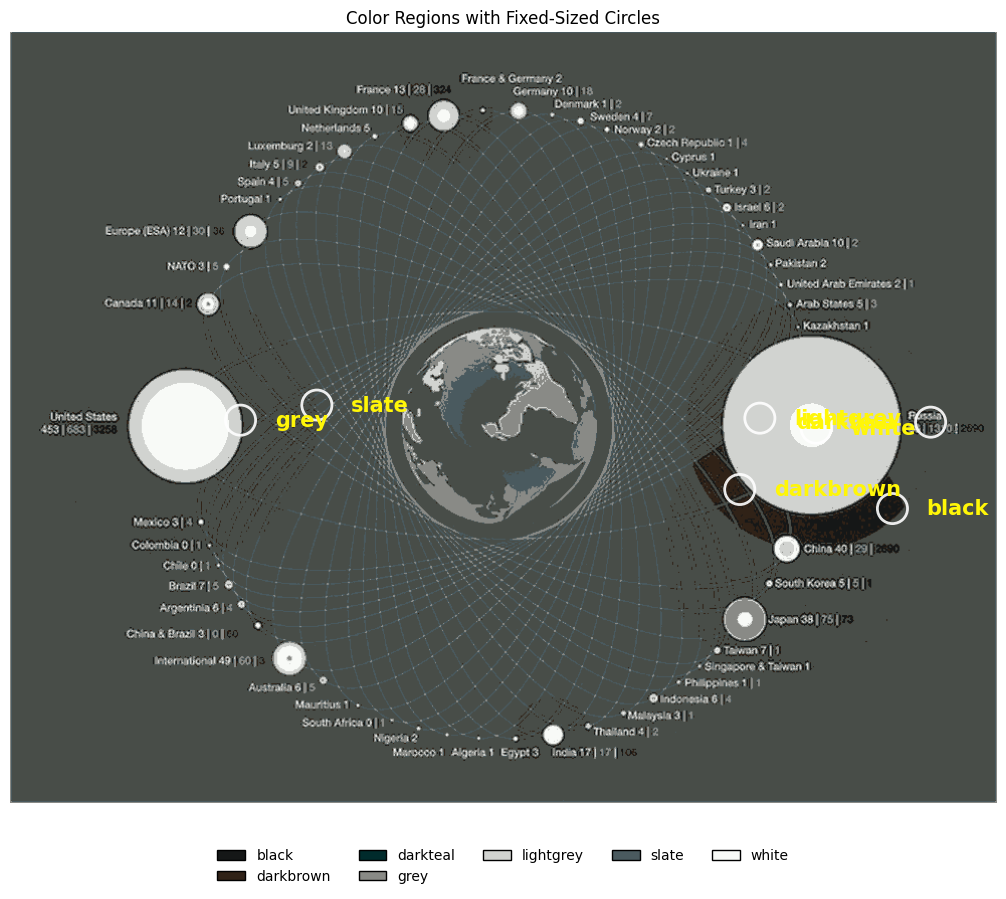 Color Regions with Fixed-Sized Circles
France & Germany 2
France 13 | 28 | 324
Germany 10 | 18
United Kingdom 10 | 15
Denmark 1 | 2
Netherlands 5
Sweden 4 | 7
Norway 2 | 2
Luxemburg 2 | 13
Czech Republic 1 | 4
Italy 5 | 9 | 2
Cyprus 1
Spain 4 | 5
Ukraine 1
Portugal 1
Turkey 3 | 2
Israel 6 | 2
Iran 1
Europe (ESA) 12 | 30 | 36
Saudi Arabia 10 | 2
NATO 3 | 5
Pakistan 2
United Arab Emirates 2 | 1
Canada 11 | 14 | 2
Arab States 5 | 3
Kazakhstan 1
United States
453 | 683 | 3258
grey
slate
lightgrey
white
Russia
darkbrown
black
Mexico 3 | 4
Colombia 0 | 1
China 40 | 29 | 2690
Chile 0 | 1
Brazil 7 | 5
South Korea 5 | 5 | 1
Argentinia 6 | 4
Japan 38 | 75 | 73
China & Brazil 3 | 0 | 60
Taiwan 7 | 1
International 49 | 60 | 3
Singapore & Taiwan 1
Australia 6 | 5
Philippines 1 | 1
Mauritius 1
Indonesia 6 | 4
South Africa 0 | 1
Malaysia 3 | 1
Nigeria 2
Thailand 4 | 2
Marocco 1
Algeria 1
Egypt 3
India 17 | 17 | 106
black
darkteal
lightgrey
slate
white
darkbrown
grey